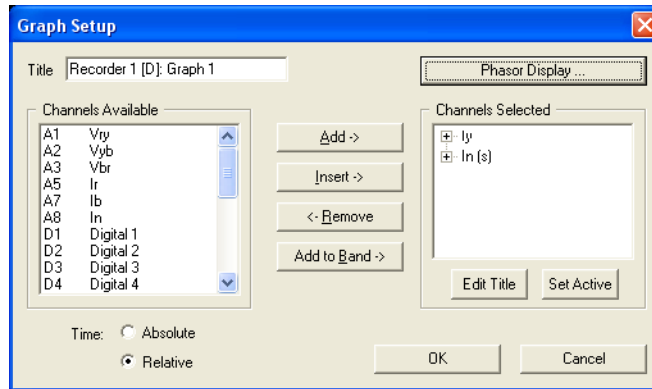 Graph Setup
Title Recorder 1 [D]: Graph 1
Phasor Display ...
Channels Available
A1 Vry
A2 Vyb
A3 Vbr
A5 Ir
A7 Ib
A8 In
D1 Digital 1
D2 Digital 2
D3 Digital 3
D4 Digital 4
Add ->
Insert ->
<- Remove
Add to Band ->
Channels Selected
Iy
In (s)
Edit Title Set Active
Time: Absolute
Relative
OK Cancel